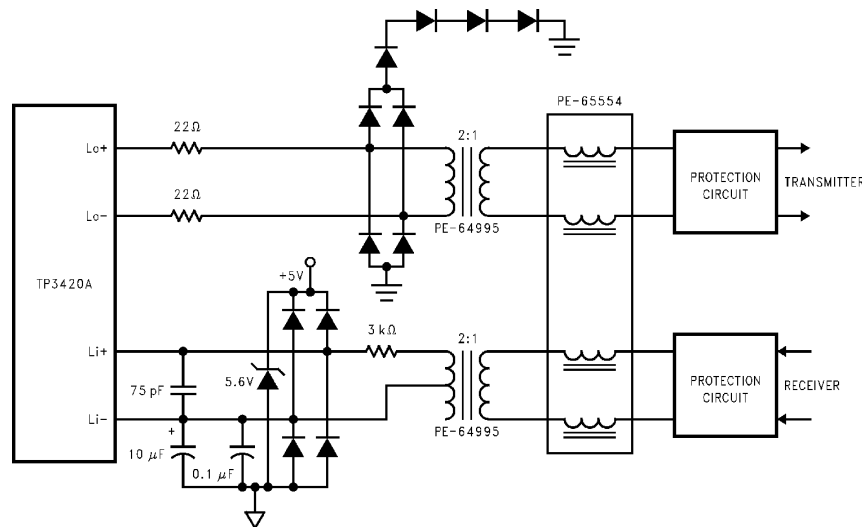 PE-65554
22Ω
2:1
Lo+
PROTECTION
CIRCUIT
TRANSMITTER
22Ω
Lo-
PE-64995
TP3420A
+5V
3 kΩ
2:1
Li+
75 pF
5.6V
PROTECTION
CIRCUIT
RECEIVER
Li-
PE-64995
+
10 μF
0.1 μF